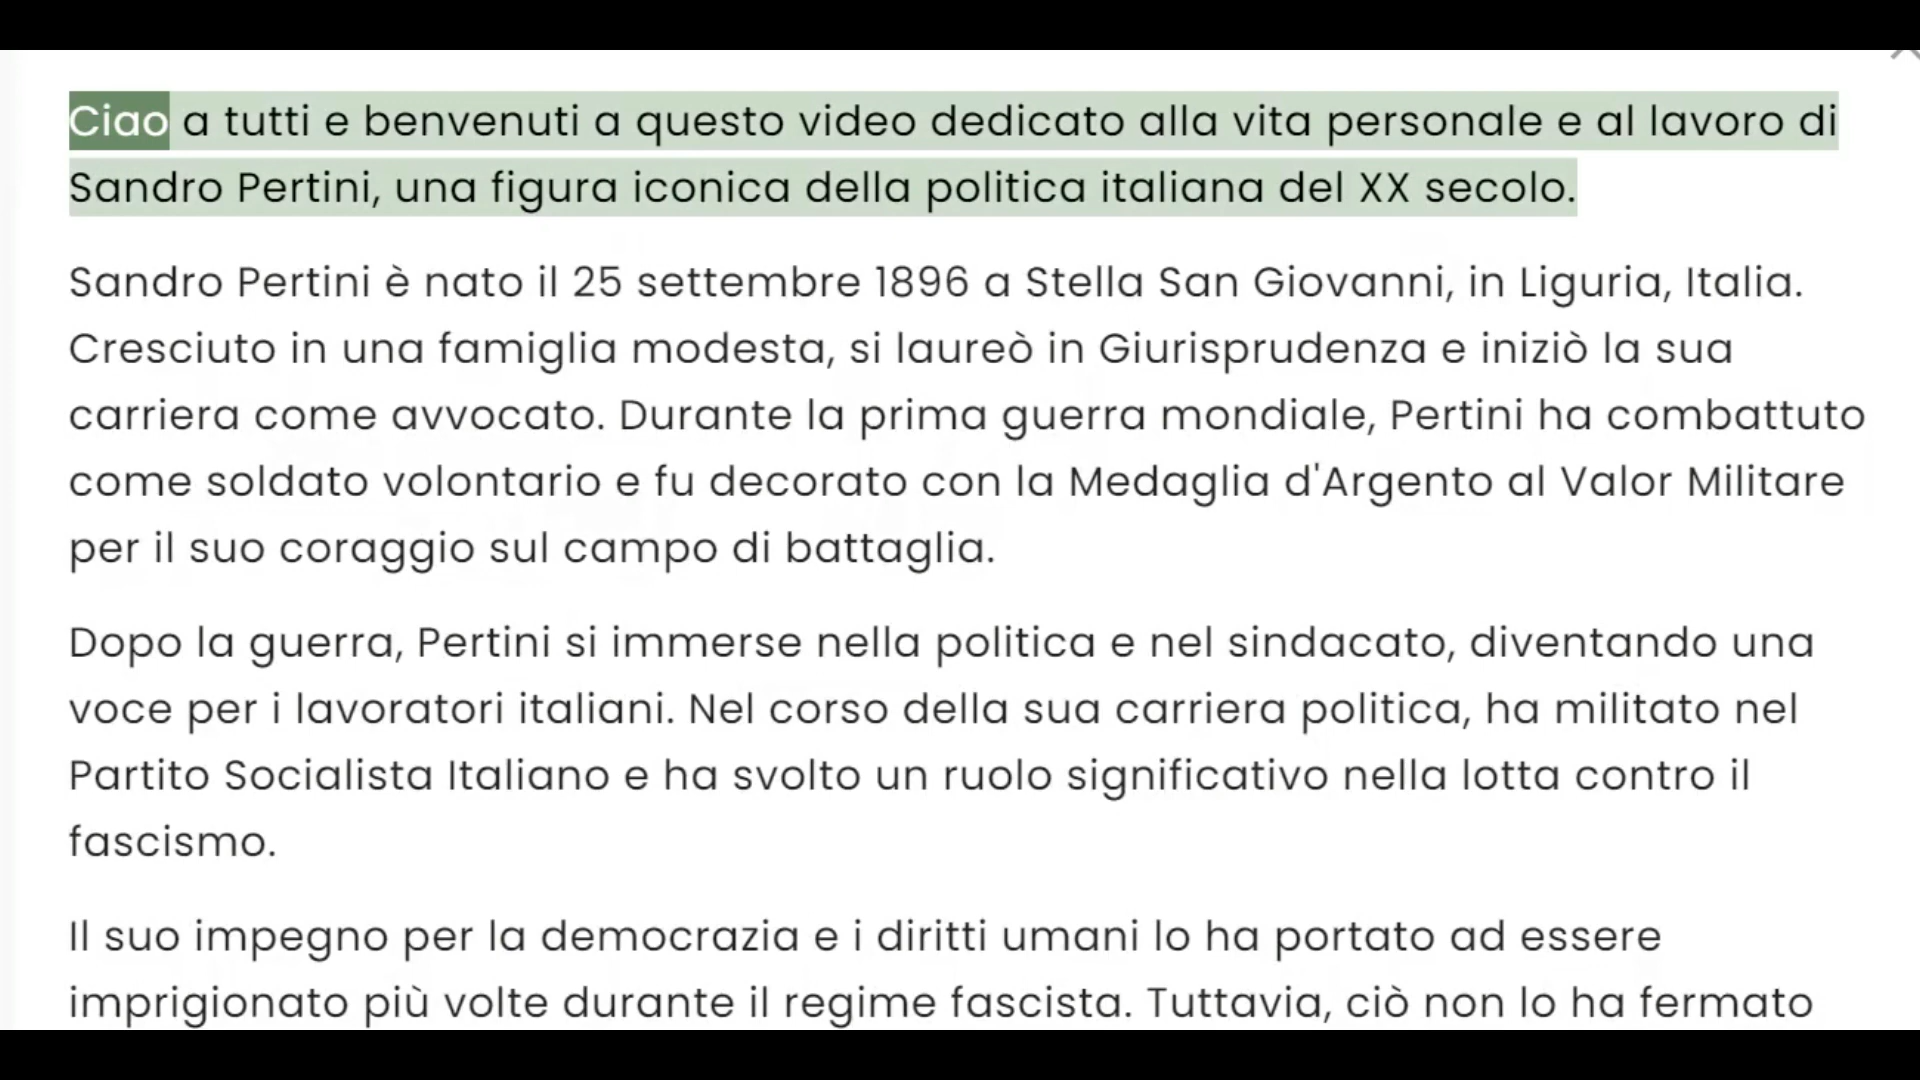 Ciao a tutti e benvenuti a questo video dedicato alla vita personale e al lavoro di
Sandro Pertini, una figura iconica della politica italiana del XX secolo.
Sandro Pertini è nato il 25 settembre 1896 a Stella San Giovanni, in Liguria, Italia.
Cresciuto in una famiglia modesta, si laureò in Giurisprudenza e iniziò la sua
carriera come avvocato. Durante la prima guerra mondiale, Pertini ha combattuto
come soldato volontario e fu decorato con la Medaglia d'Argento al Valor Militare
per il suo coraggio sul campo di battaglia.
Dopo la guerra, Pertini si immerse nella politica e nel sindacato, diventando una
voce per i lavoratori italiani. Nel corso della sua carriera politica, ha militato nel
Partito Socialista Italiano e ha svolto un ruolo significativo nella lotta contro il
fascismo.
Il suo impegno per la democrazia e i diritti umani lo ha portato ad essere
imprigionato più volte durante il regime fascista. Tuttavia, ciò non lo ha fermato